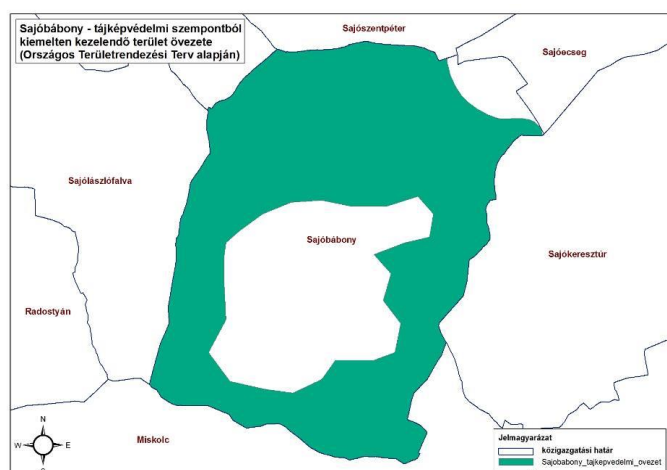 Sajóbábony - tájképvédelmi szempontból
kiemelten kezelendő terület övezete
(Országos Területrendezési Terv alapján)
Sajószentpéter
Sajóecseg
Sajólászlófalva
Sajóbábony
Sajókeresztúr
Radostyán
Miskolc
N
W
E
S
Jelmagyarázat
közigazgatási határ
Sajobabony_tajkepvedelmi_ovezet